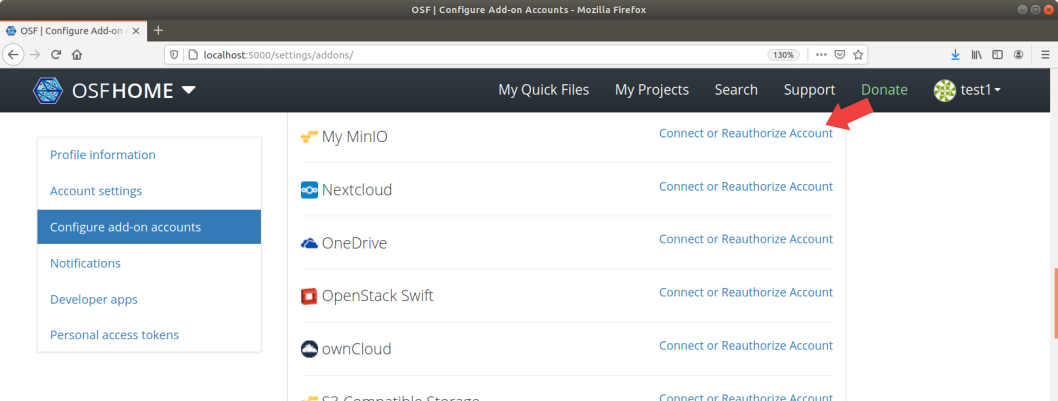 OSF | Configure Add-on Accounts - Mozilla Firefox
OSF | Configure Add-on
localhost:5000/settings/addons/
130%
OSFHOME
My Quick Files
My Projects
Search
Support
Donate
test1
Profile information
Account settings
Configure add-on accounts
Notifications
Developer apps
Personal access tokens
My MinIO
Connect or Reauthorize Account
Nextcloud
Connect or Reauthorize Account
OneDrive
Connect or Reauthorize Account
OpenStack Swift
Connect or Reauthorize Account
ownCloud
Connect or Reauthorize Account
S3 Compatible Storage
Connect or Reauthorize Account